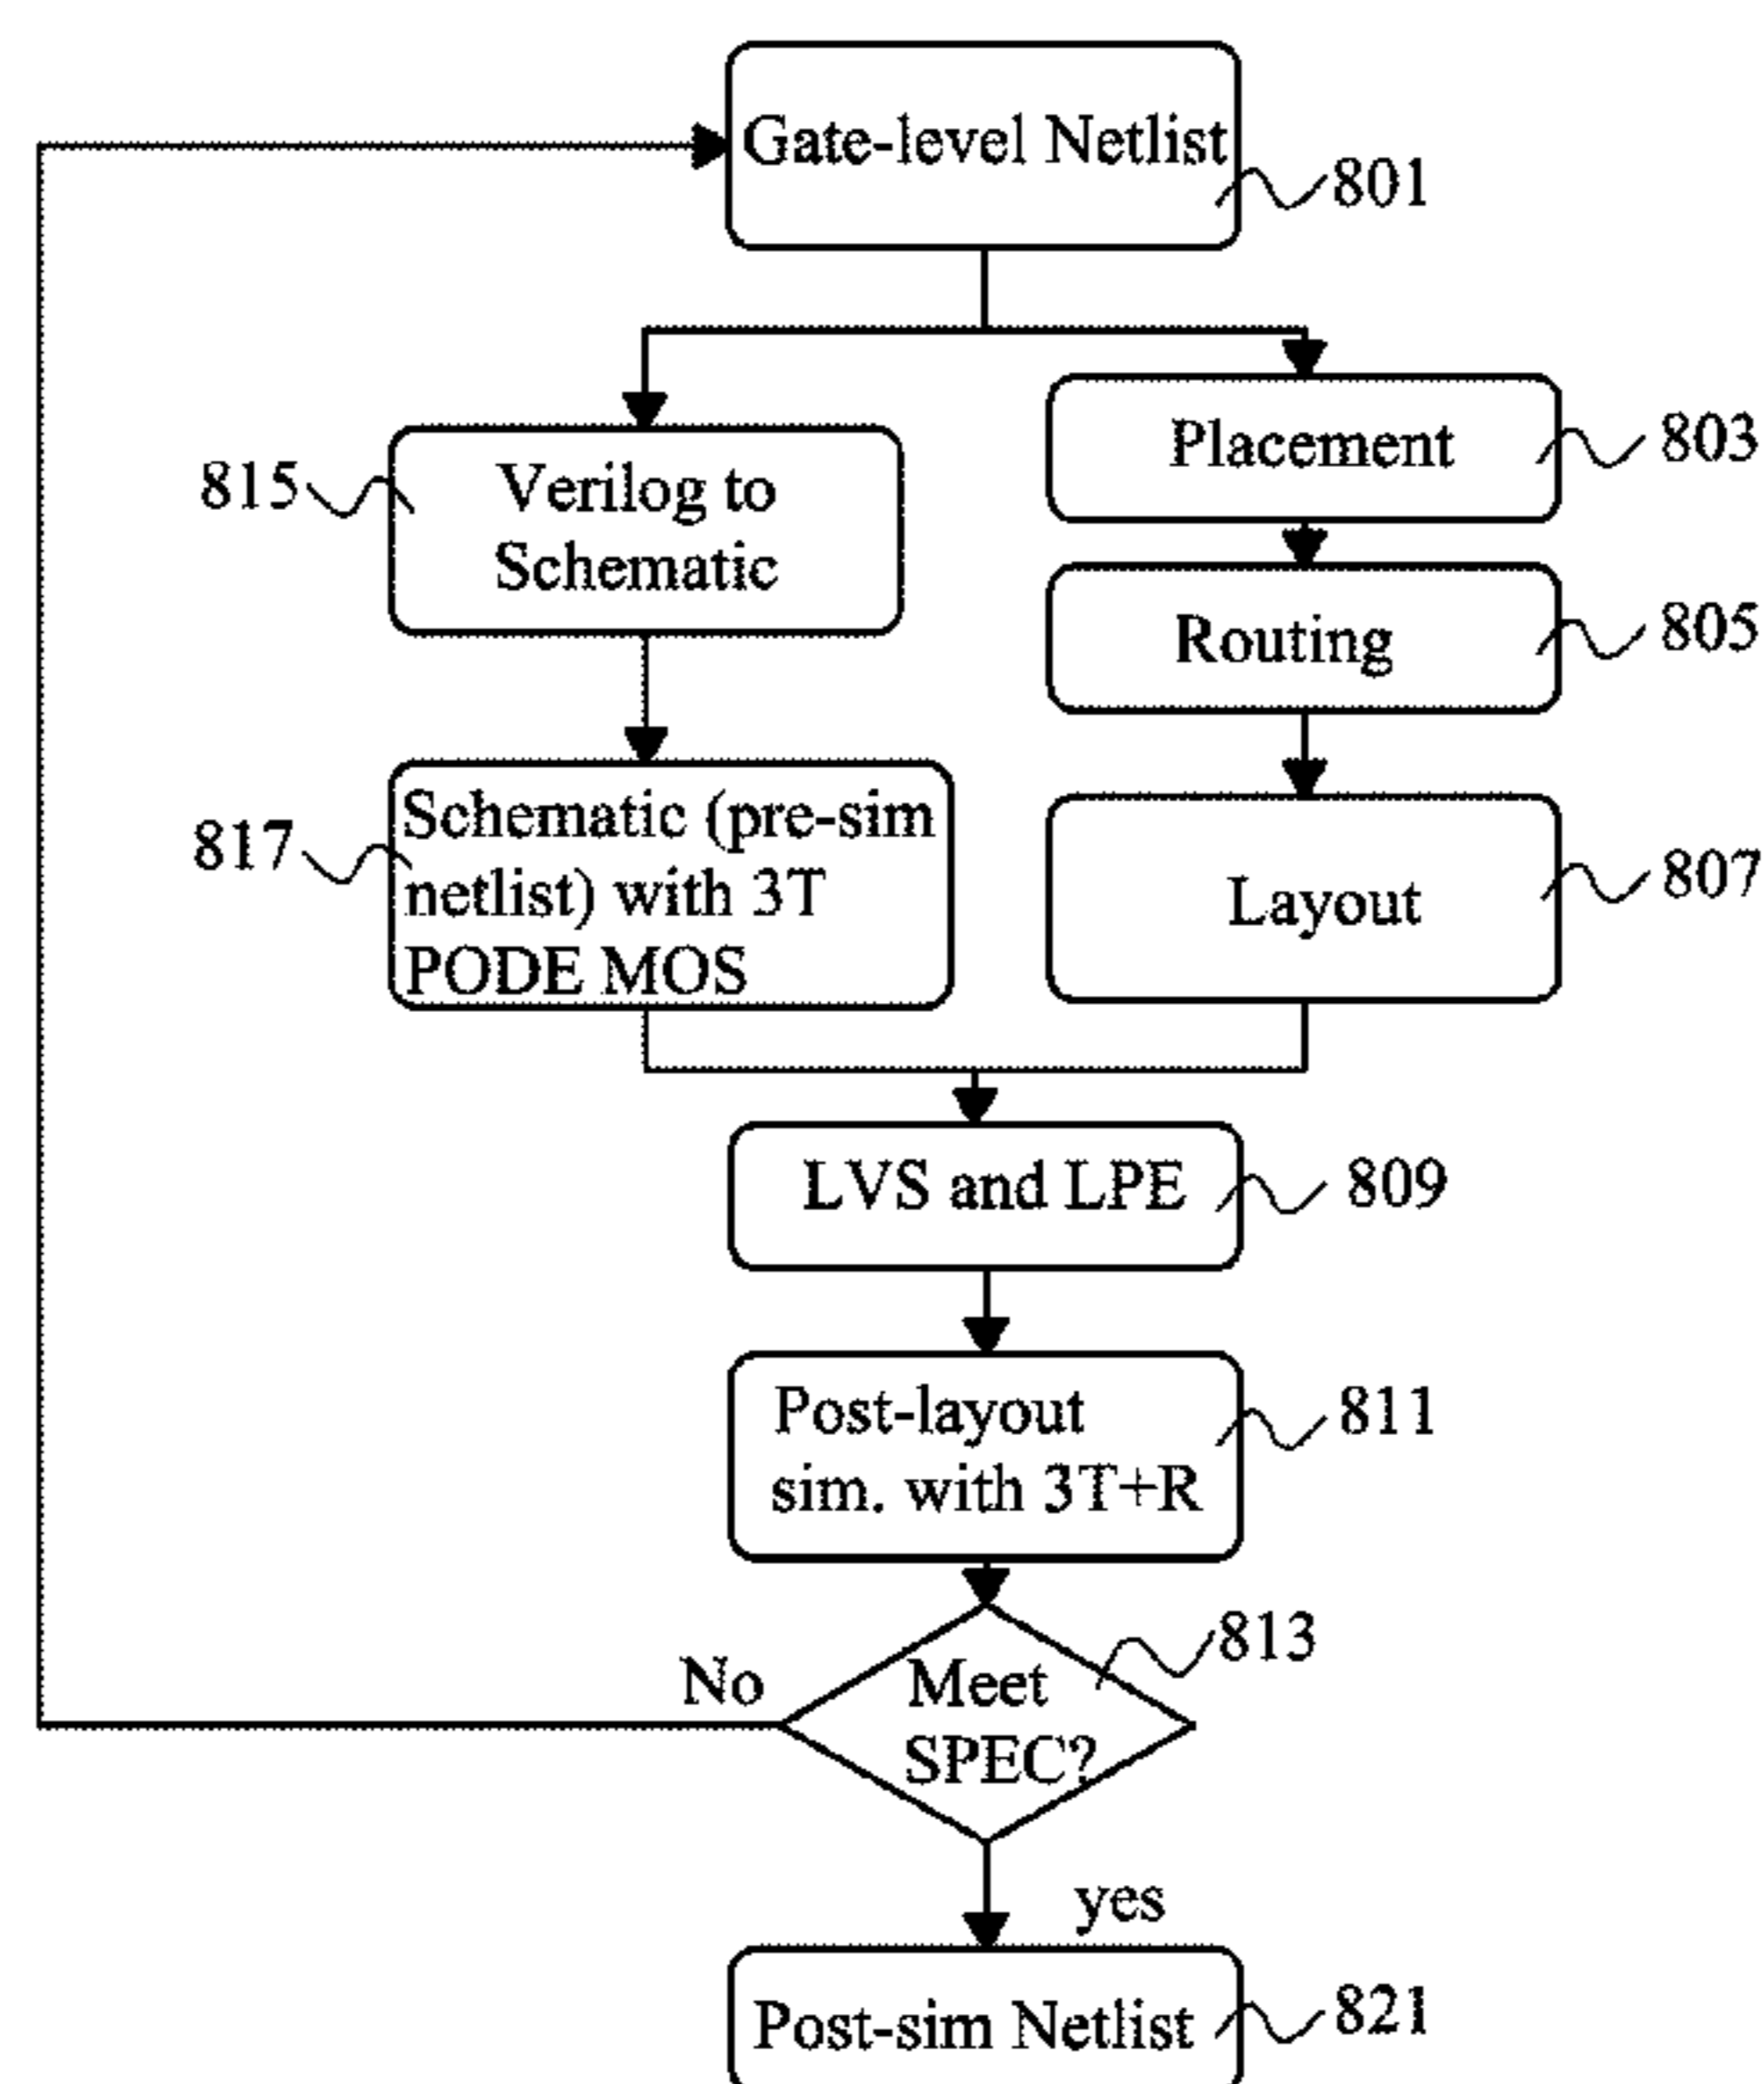 Gate-level Netlist
801
Placement
803
815
Verilog to
Schematic
Routing
805
817
Schematic (pre-sim
netlist) with 3T
PODE MOS
Layout
807
LVS and LPE
809
Post-layout
sim. with 3T+R
811
813
No
Meet
SPEC?
yes
Post-sim Netlist
821